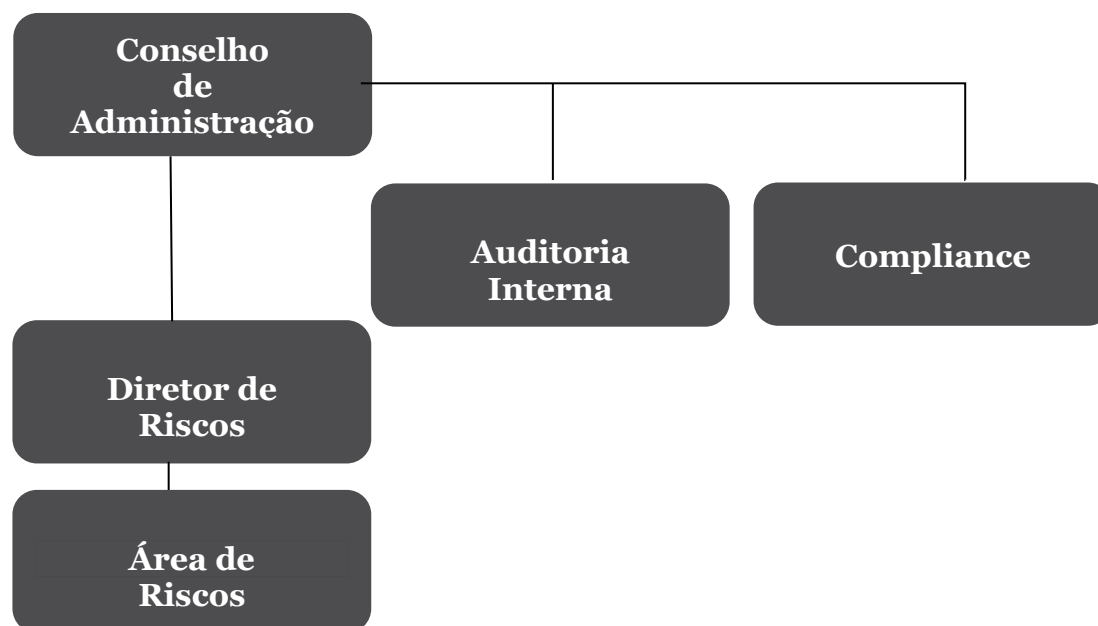 Conselho
de
Administração
Auditoria
Interna
Compliance
Diretor de
Riscos
Área de
Riscos